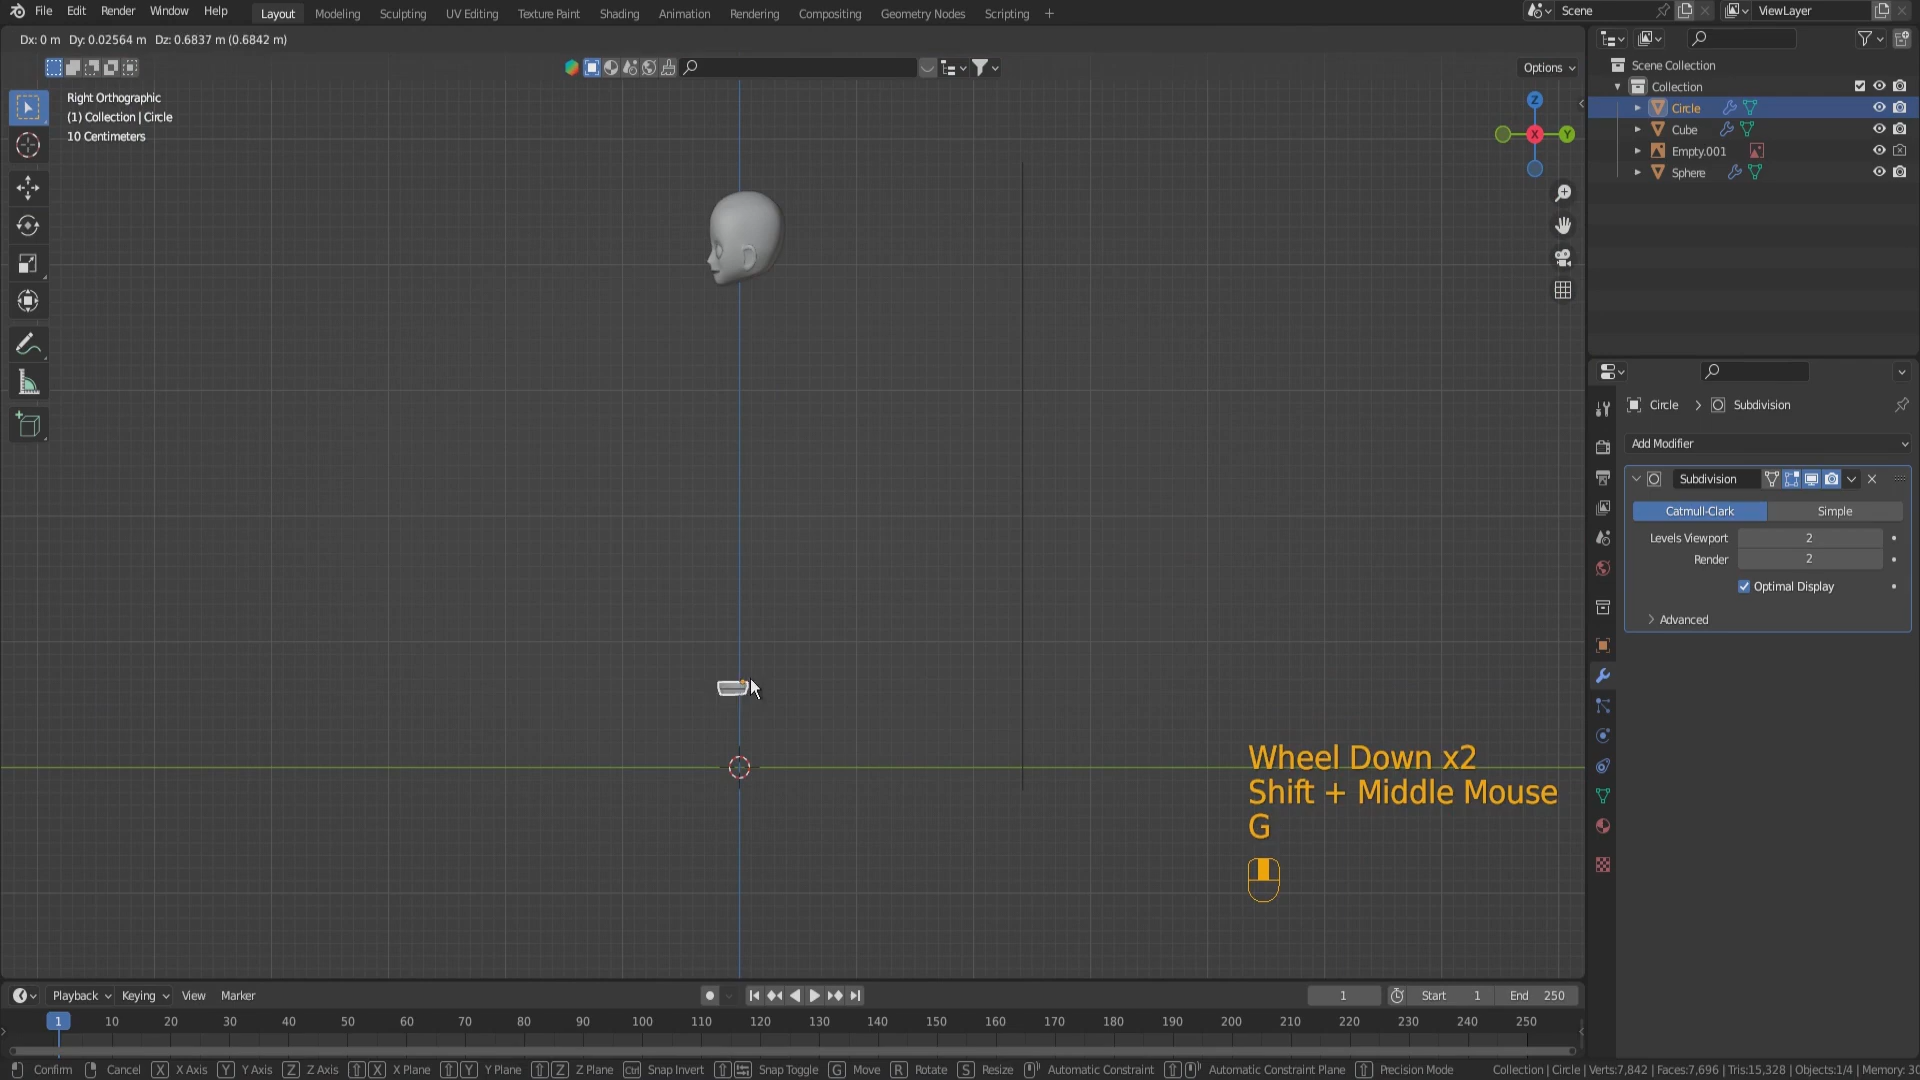 File Edit Render Window Help Layout Modeling Sculpting UV Editing Texture Paint Shading Animation Rendering Compositing Geometry Nodes Scripting + Scene ViewLayer
Dx: 0 m Dy: 0.02564 m Dz: 0.6837 m (0.6842 m)
Options
Right Orthographic
(1) Collection | Circle
10 Centimeters
Z
X
Y
Scene Collection
Collection
Circle
Cube
Empty.001
Sphere
Circle > Subdivision
Add Modifier
Subdivision
Catmull-Clark Simple
Levels Viewport 2
Render 2
Optimal Display
Advanced
Wheel Down x2
Shift + Middle Mouse
G
Playback Keying View Marker 1 Start 1 End 250
1 10 20 30 40 50 60 70 80 90 100 110 120 130 140 150 160 170 180 190 200 210 220 230 240 250
Confirm Cancel X X Axis Y Y Axis Z Z Axis X X Plane Y Y Plane Z Z Plane Ctrl Snap Invert Snap Toggle G Move R Rotate S Resize Automatic Constraint Automatic Constraint Plane Precision Mode Collection | Circle | Verts:7,842 | Faces:7,696 | Tris:15,328 | Objects:1/4 | Memory: 30